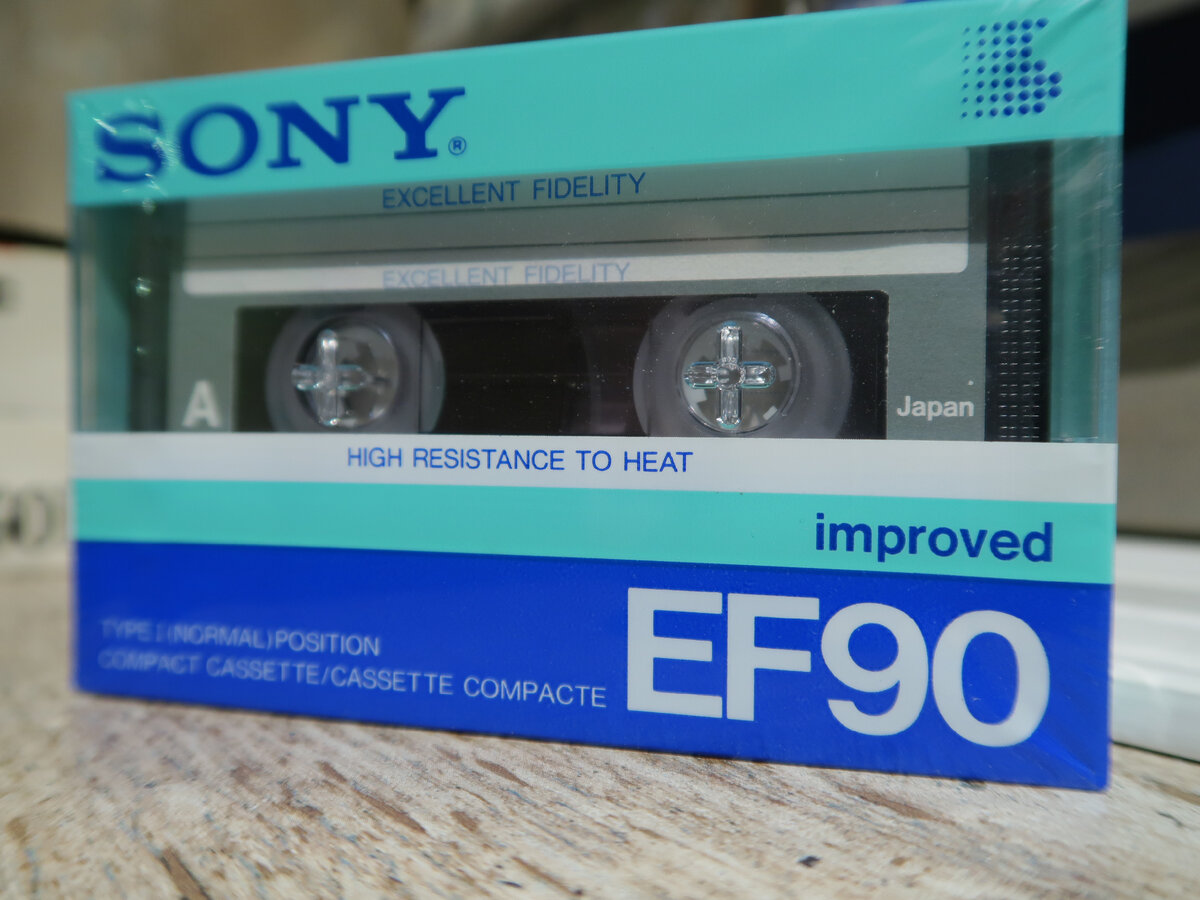 SONY®
EXCELLENT FIDELITY
EXCELLENT FIDELITY
A
Japan
HIGH RESISTANCE TO HEAT
improved
EF90
TYPE I (NORMAL) POSITION
COMPACT CASSETTE/CASSETTE COMPACTE